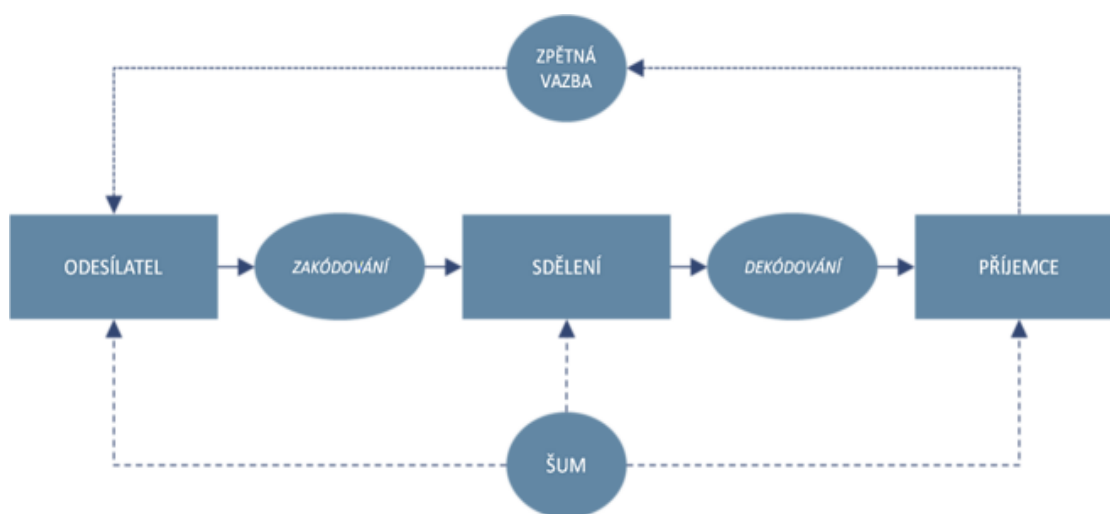 ZPĚTNÁ
VAZBA
ODESÍLATEL
ZAKÓDOVÁNÍ
SDĚLENÍ
DEKÓDOVÁNÍ
PŘÍJEMCE
ŠUM